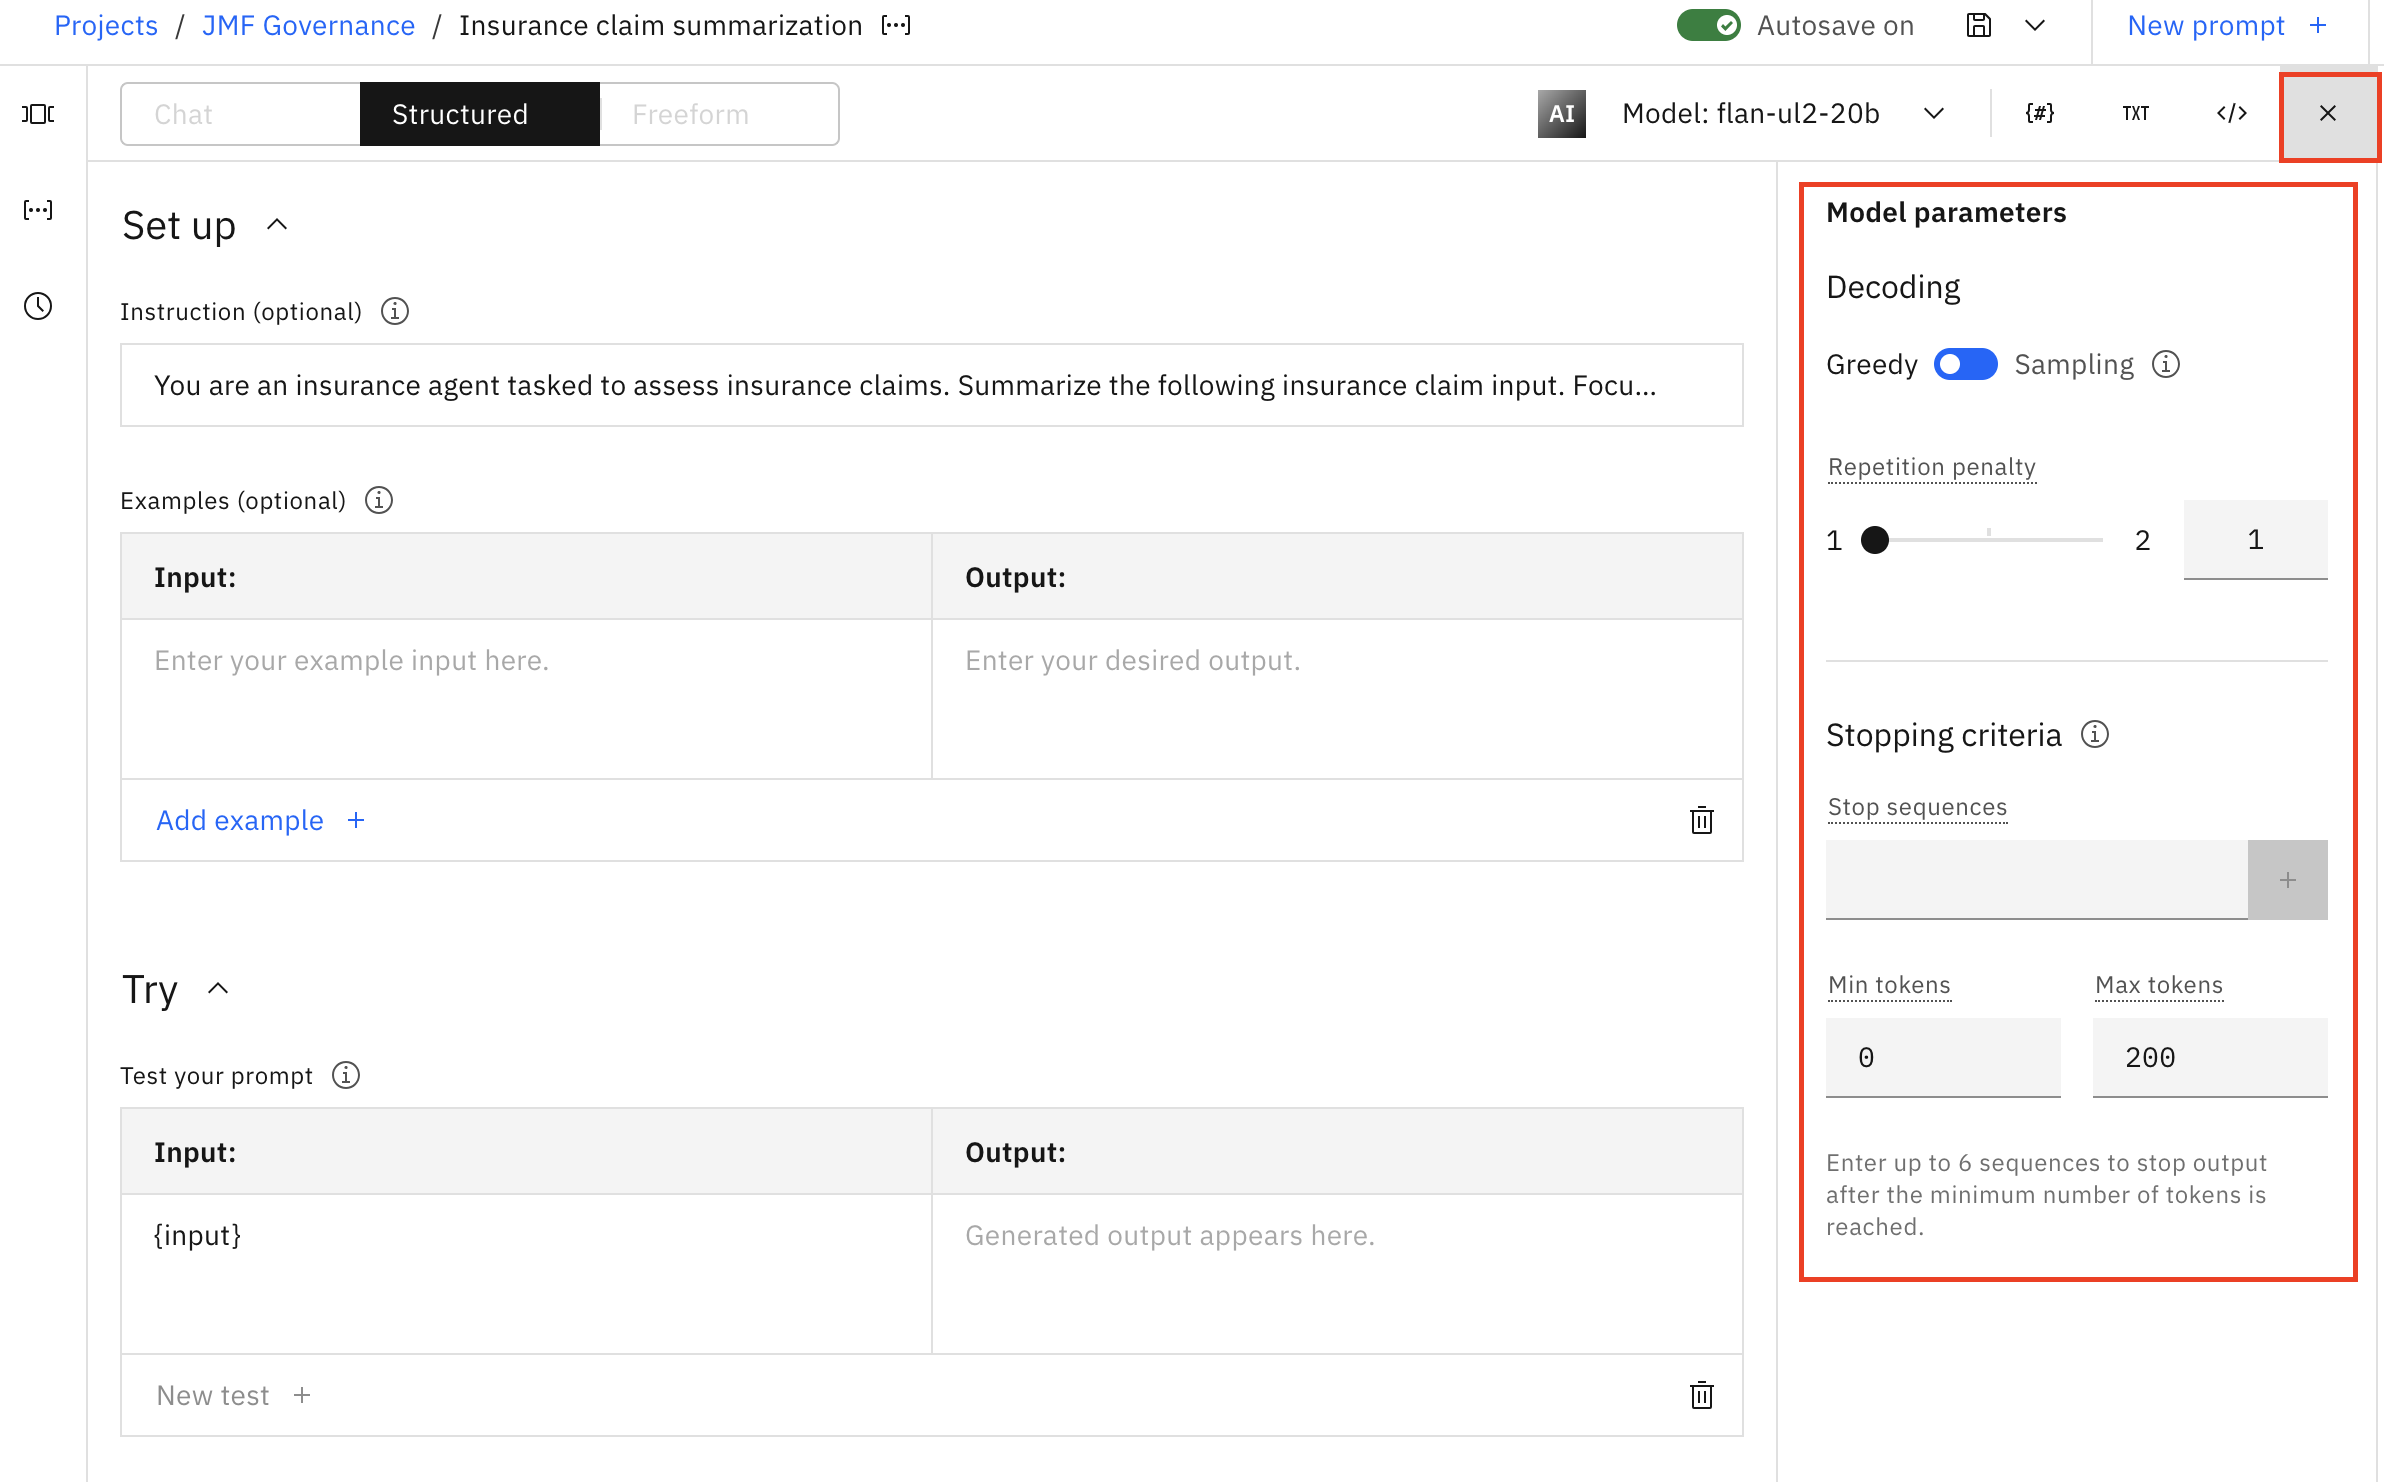 Projects / JMF Governance / Insurance claim summarization [···]
Autosave on
New prompt +
Chat
Structured
Freeform
AI
Model: flan-ul2-20b
{#}
TXT
</>
Set up
Instruction (optional)
You are an insurance agent tasked to assess insurance claims. Summarize the following insurance claim input. Focu...
Examples (optional)
Input:
Output:
Enter your example input here.
Enter your desired output.
Add example +
Try
Test your prompt
Input:
Output:
{input}
Generated output appears here.
New test +
Model parameters
Decoding
Greedy
Sampling
Repetition penalty
1
2
1
Stopping criteria
Stop sequences
+
Min tokens
Max tokens
0
200
Enter up to 6 sequences to stop output
after the minimum number of tokens is
reached.